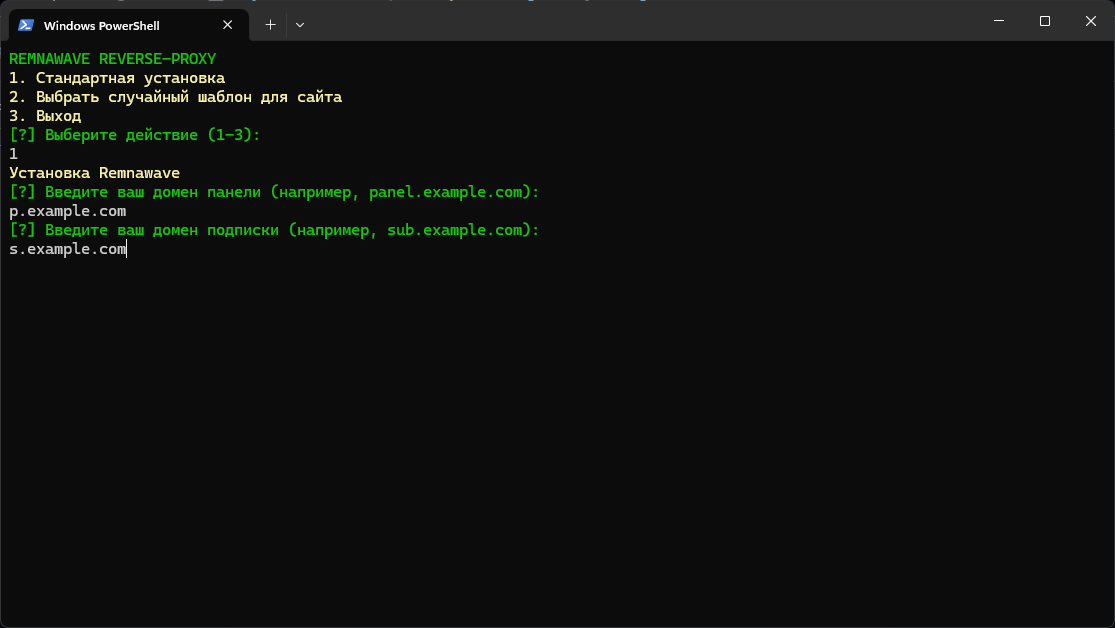 Windows PowerShell
REMNAWAVE REVERSE-PROXY
1. Стандартная установка
2. Выбрать случайный шаблон для сайта
3. Выход
[?] Выберите действие (1-3):
1
Установка Remnawave
[?] Введите ваш домен панели (например, panel.example.com):
p.example.com
[?] Введите ваш домен подписки (например, sub.example.com):
s.example.com